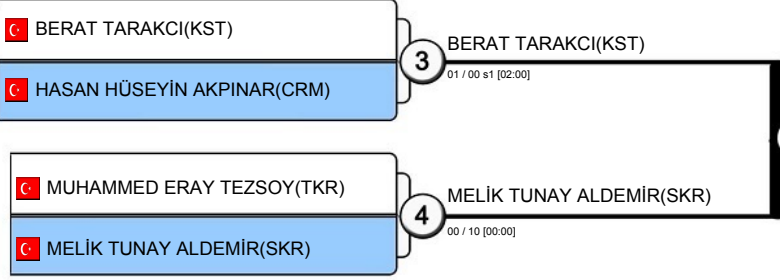 BERAT TARAKCI(KST)
HASAN HÜSEYİN AKPINAR(CRM)
3
BERAT TARAKCI(KST)
01 / 00 s1 [02:00]
MUHAMMED ERAY TEZSOY(TKR)
MELİK TUNAY ALDEMİR(SKR)
4
MELİK TUNAY ALDEMİR(SKR)
00 / 10 [00:00]